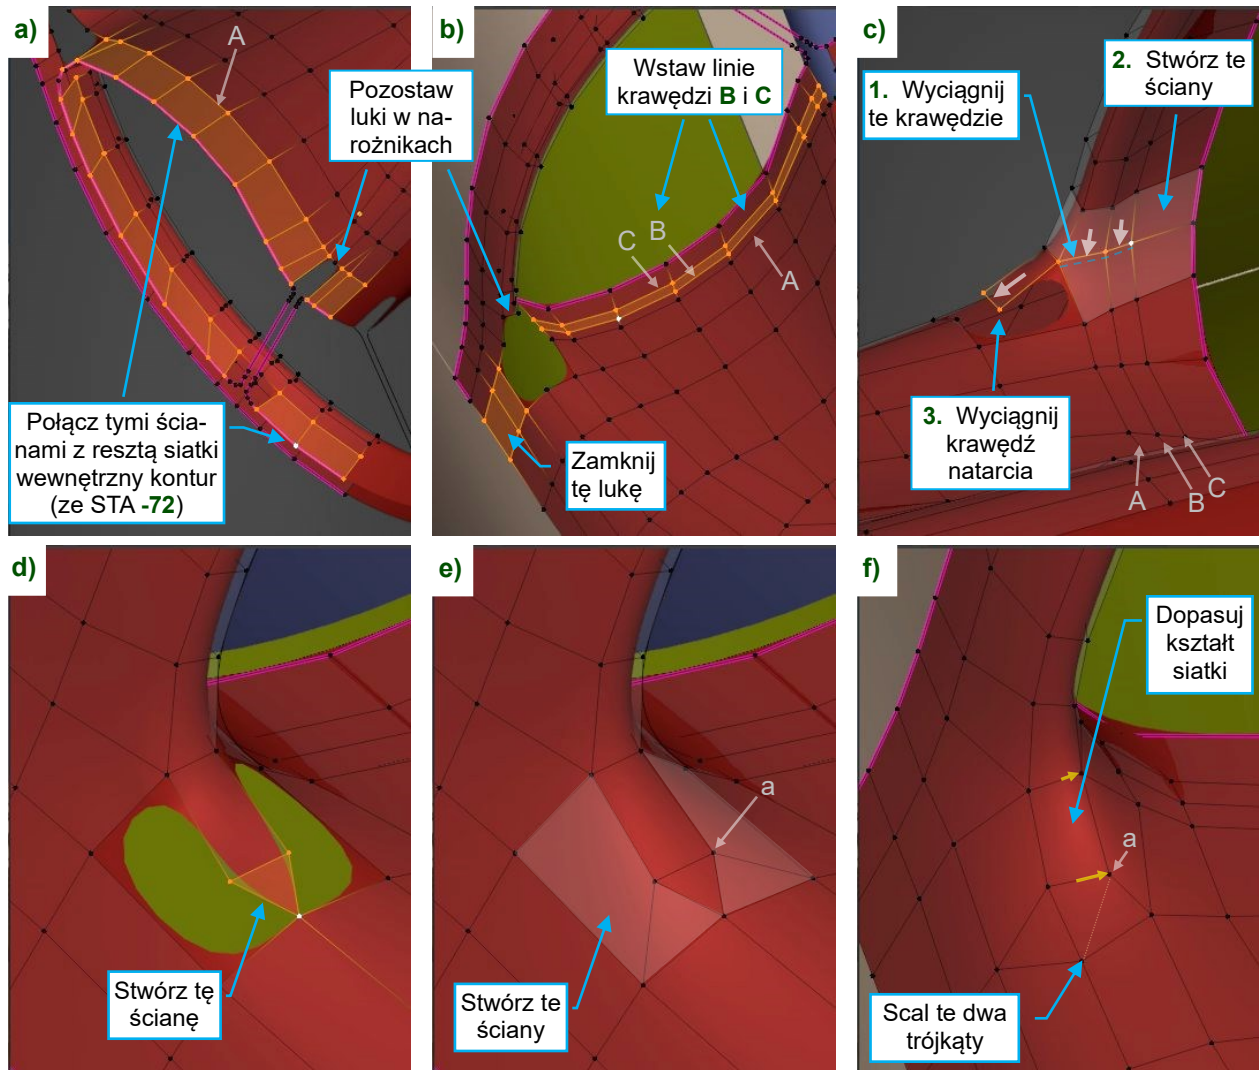 a)
A
Pozostaw
luki w na-
rożnikach
Połącz tymi ścia-
nami z resztą siatki
wewnętrzny kontur
(ze STA -72)
b)
Wstaw linie
krawędzi B i C
C
B
A
Zamknij
tę lukę
c)
1. Wyciągnij
te krawędzie
2. Stwórz te
ściany
3. Wyciągnij
krawędź
natarcia
A
B
C
d)
Stwórz tę
ścianę
e)
a
Stwórz te
ściany
f)
Dopasuj
kształt
siatki
a
Scal te dwa
trójkąty